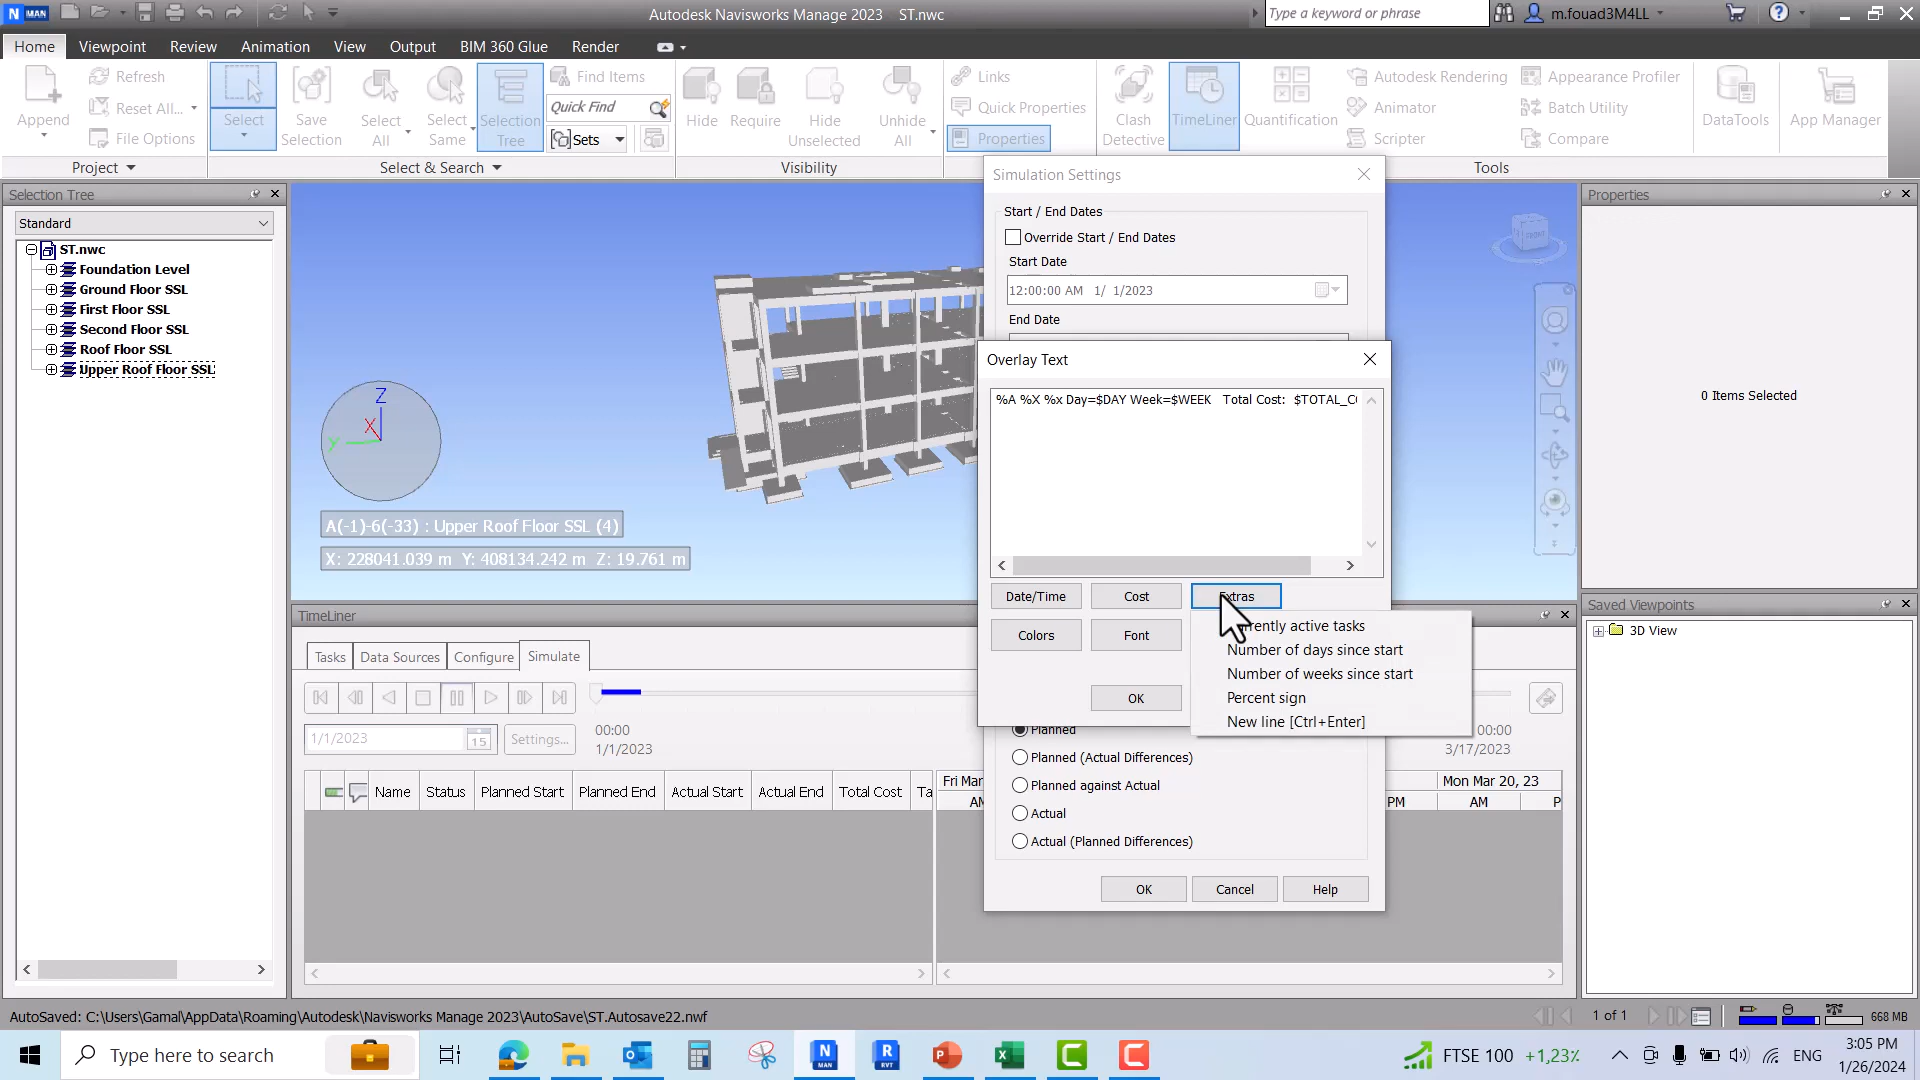 N MAN
Autodesk Navisworks Manage 2023 ST.nwc
Type a keyword or phrase
m.fouad3M4LL
Home Viewpoint Review Animation View Output BIM 360 Glue Render
Append
Refresh
Reset All...
File Options
Project
Select
Save Selection
Select All
Select Same
Selection Tree
Find Items
Quick Find
Sets
Select & Search
Hide
Require
Hide Unselected
Unhide All
Visibility
Links
Quick Properties
Properties
Clash Detective
TimeLiner
Quantification
Autodesk Rendering
Animator
Scripter
Appearance Profiler
Batch Utility
Compare
DataTools
App Manager
Tools
Selection Tree
Standard
ST.nwc
Foundation Level
Ground Floor SSL
First Floor SSL
Second Floor SSL
Roof Floor SSL
Upper Roof Floor SSL
Z
X
Y
A(-1)-6(-33) : Upper Roof Floor SSL (4)
X: 228041.039 m Y: 408134.242 m Z: 19.761 m
FRONT
Simulation Settings
Start / End Dates
Override Start / End Dates
Start Date
12:00:00 AM 1/ 1/2023
End Date
Overlay Text
%A %X %x Day=$DAY Week=$WEEK Total Cost: $TOTAL_C
Date/Time
Cost
Extras
Colors
Font
OK
Number of days since start
Number of weeks since start
Percent sign
New line [Ctrl+Enter]
active tasks
Planned
Planned (Actual Differences)
Planned against Actual
Actual
Actual (Planned Differences)
OK
Cancel
Help
Properties
0 Items Selected
Saved Viewpoints
3D View
TimeLiner
Tasks
Data Sources
Configure
Simulate
1/1/2023
15
Settings...
00:00
1/1/2023
00:00
3/17/2023
Name Status Planned Start Planned End Actual Start Actual End Total Cost Ta
Fri Mar
Mon Mar 20, 23
PM AM P
AutoSaved: C:\Users\Gamal\AppData\Roaming\Autodesk\Navisworks Manage 2023\AutoSave\ST.Autosave22.nwf
1 of 1
668 MB
Type here to search
N MAN
R RVT
FTSE 100 +1,23%
ENG
3:05 PM
1/26/2024